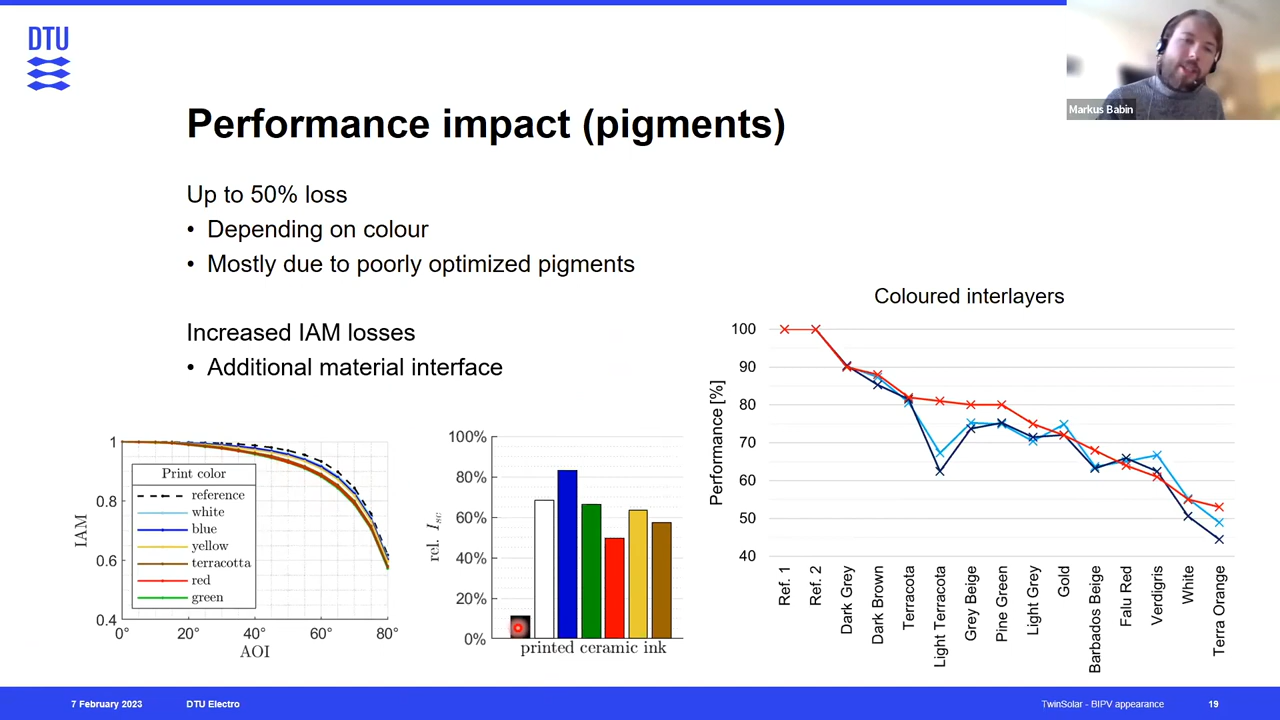 DTU
Markus Babin
Performance impact (pigments)
Up to 50% loss
• Depending on colour
• Mostly due to poorly optimized pigments
Increased IAM losses
• Additional material interface
1
0.8
0.6
0.4
IAM
Print color
reference
white
blue
yellow
terracotta
red
green
0° 20° 40° 60° 80°
AOI
100%
80%
60%
40%
20%
0%
rel. Isc
printed ceramic ink
Coloured interlayers
100
90
80
70
60
50
40
Performance [%]
Ref. 1
Ref. 2
Dark Grey
Dark Brown
Terracota
Light Terracota
Grey Beige
Pine Green
Light Grey
Gold
Barbados Beige
Falu Red
Verdigris
White
Terra Orange
7 February 2023 DTU Electro TwinSolar - BIPV appearance 19